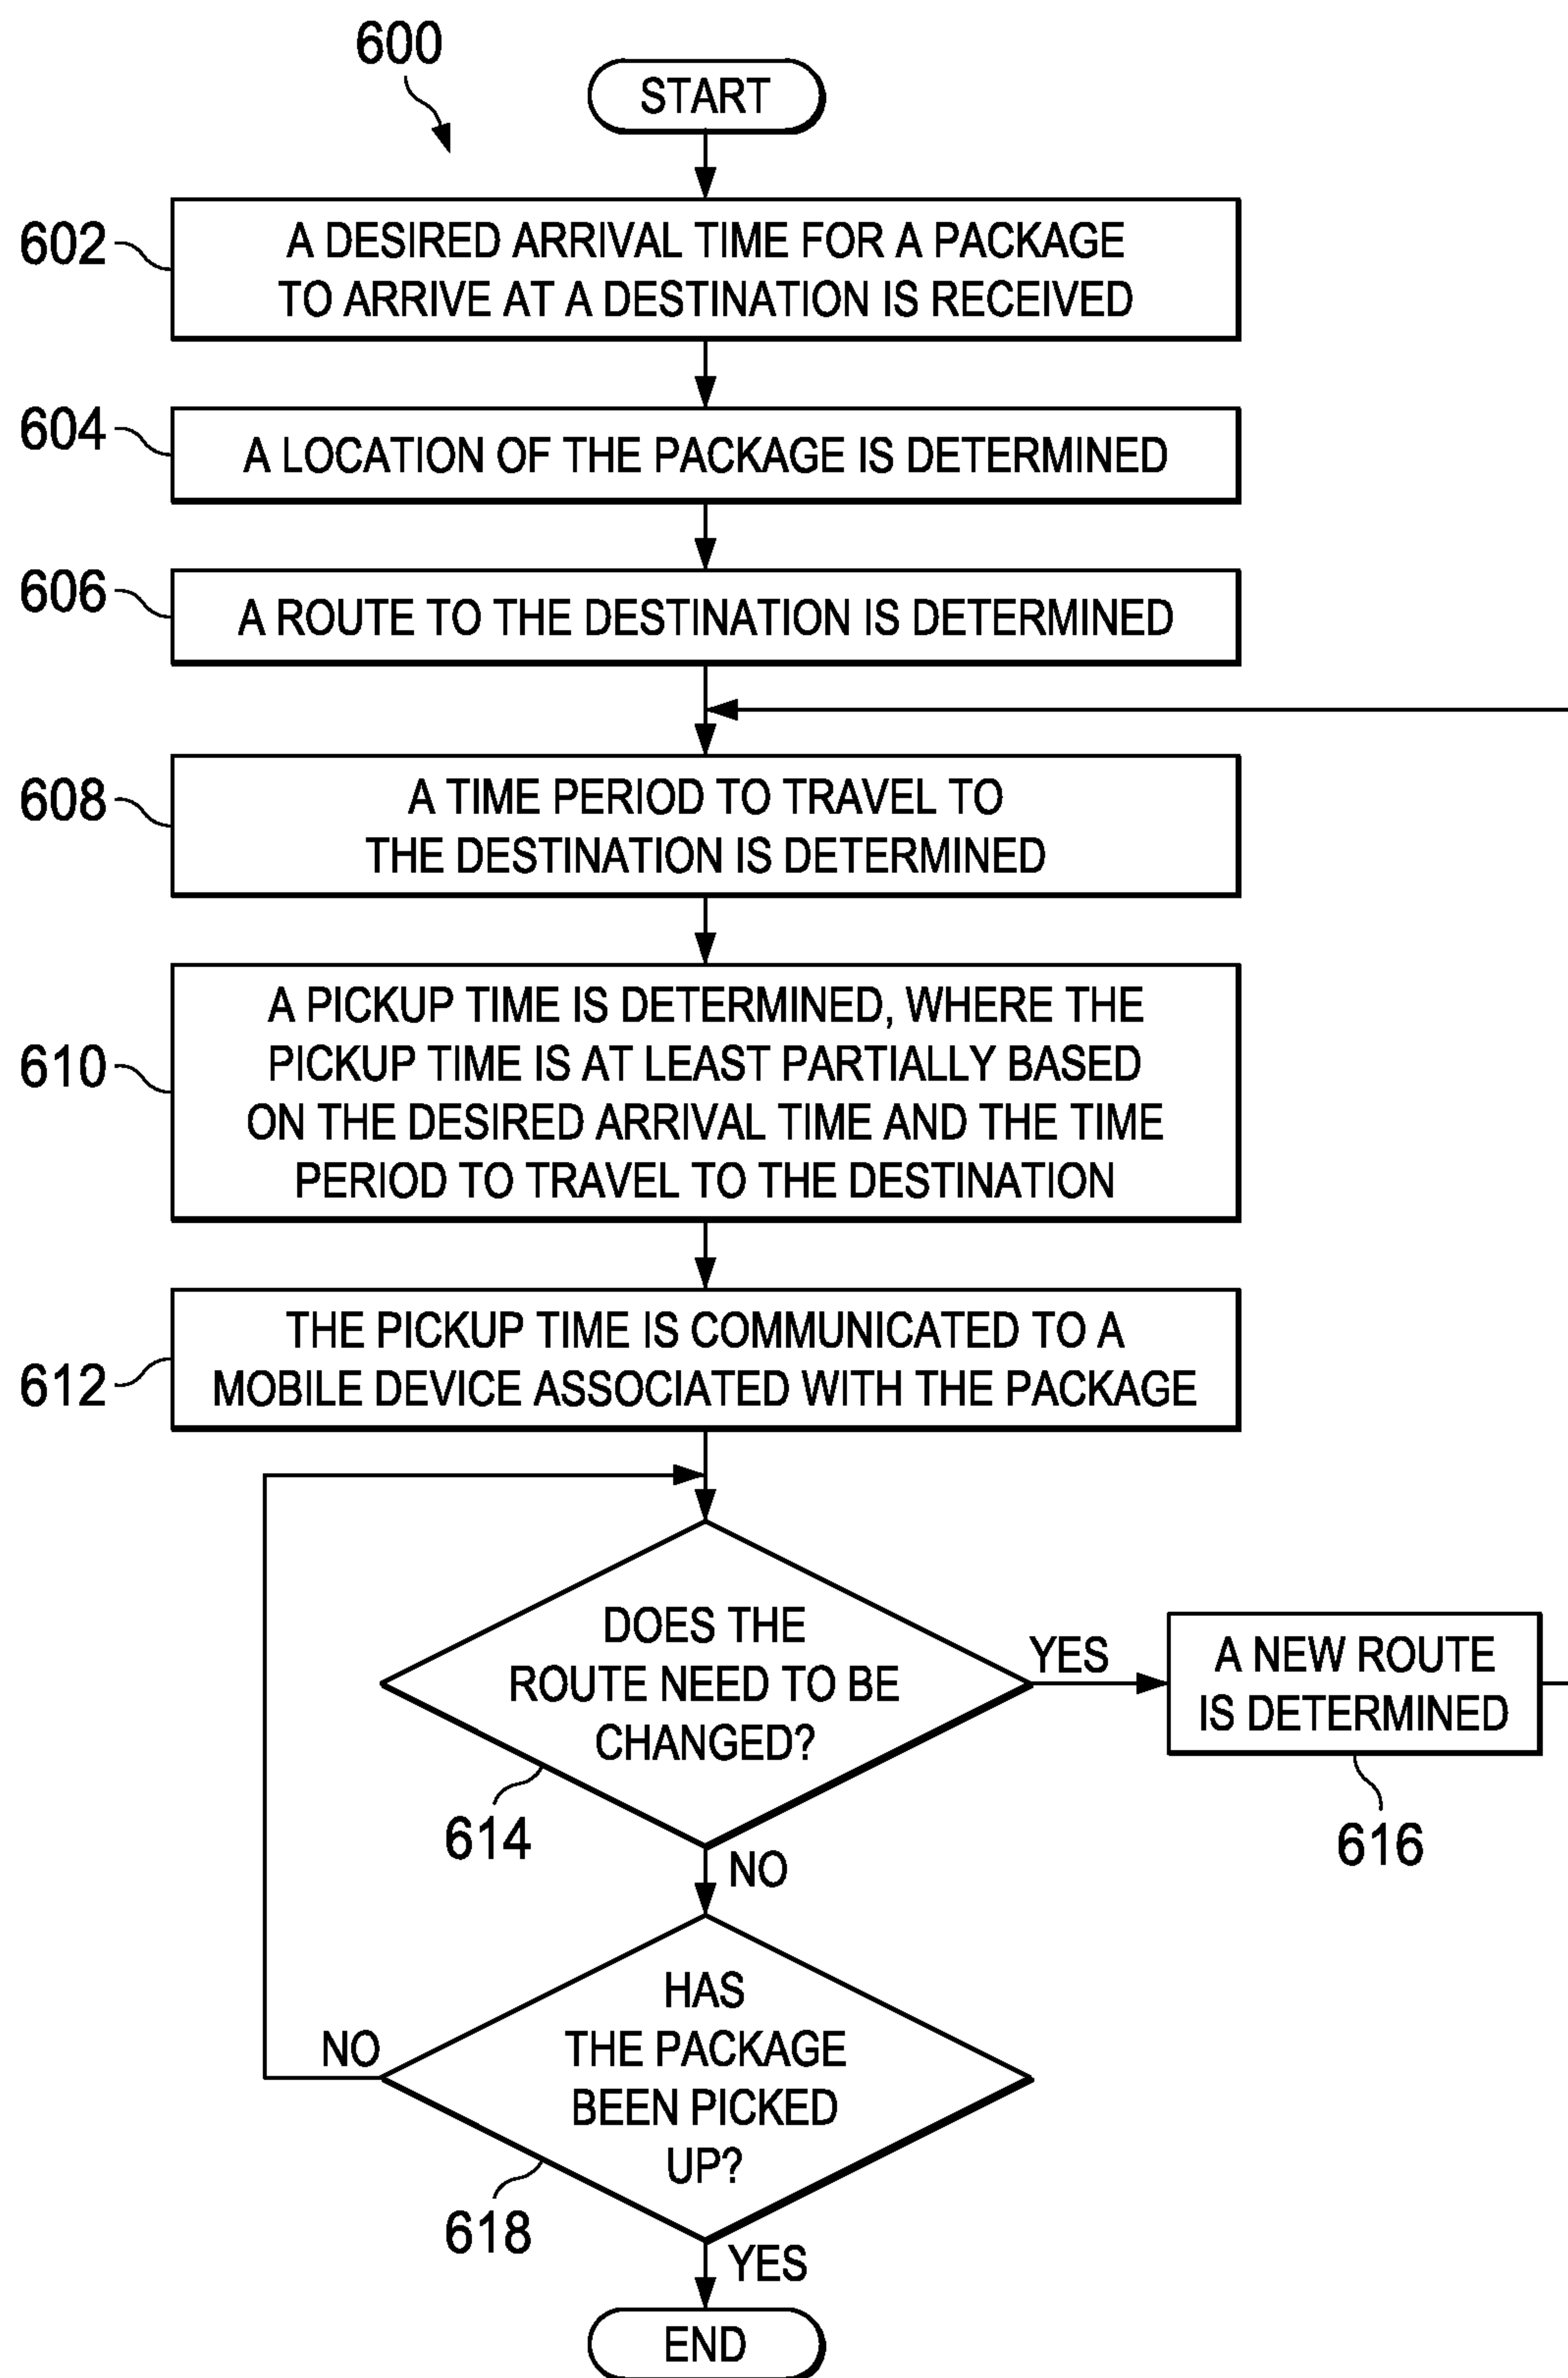 600
START
602
A DESIRED ARRIVAL TIME FOR A PACKAGE
TO ARRIVE AT A DESTINATION IS RECEIVED
604
A LOCATION OF THE PACKAGE IS DETERMINED
606
A ROUTE TO THE DESTINATION IS DETERMINED
608
A TIME PERIOD TO TRAVEL TO
THE DESTINATION IS DETERMINED
610
A PICKUP TIME IS DETERMINED, WHERE THE
PICKUP TIME IS AT LEAST PARTIALLY BASED
ON THE DESIRED ARRIVAL TIME AND THE TIME
PERIOD TO TRAVEL TO THE DESTINATION
612
THE PICKUP TIME IS COMMUNICATED TO A
MOBILE DEVICE ASSOCIATED WITH THE PACKAGE
DOES THE
ROUTE NEED TO BE
CHANGED?
614
YES
A NEW ROUTE
IS DETERMINED
616
NO
HAS
THE PACKAGE
BEEN PICKED
UP?
618
NO
YES
END